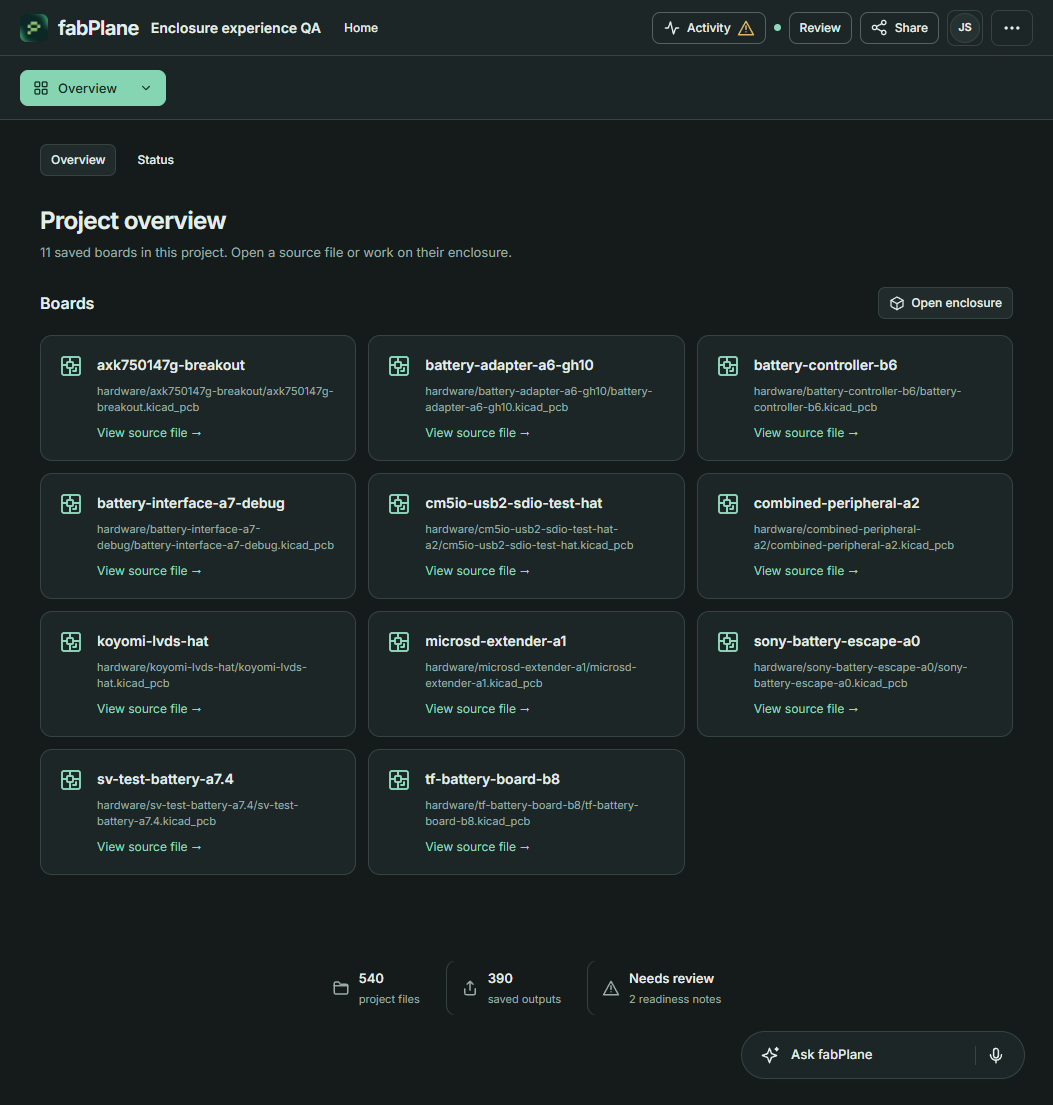 fabPlane Enclosure experience QA Home Activity Review Share JS
Overview
Overview Status
Project overview
11 saved boards in this project. Open a source file or work on their enclosure.
Boards Open enclosure
axk750147g-breakout
hardware/axk750147g-breakout/axk750147g-
breakout.kicad_pcb
View source file →
battery-adapter-a6-gh10
hardware/battery-adapter-a6-gh10/battery-
adapter-a6-gh10.kicad_pcb
View source file →
battery-controller-b6
hardware/battery-controller-b6/battery-
controller-b6.kicad_pcb
View source file →
battery-interface-a7-debug
hardware/battery-interface-a7-
debug/battery-interface-a7-debug.kicad_pcb
View source file →
cm5io-usb2-sdio-test-hat
hardware/cm5io-usb2-sdio-test-hat-
a2/cm5io-usb2-sdio-test-hat.kicad_pcb
View source file →
combined-peripheral-a2
hardware/combined-peripheral-
a2/combined-peripheral-a2.kicad_pcb
View source file →
koyomi-lvds-hat
hardware/koyomi-lvds-hat/koyomi-lvds-
hat.kicad_pcb
View source file →
microsd-extender-a1
hardware/microsd-extender-a1/microsd-
extender-a1.kicad_pcb
View source file →
sony-battery-escape-a0
hardware/sony-battery-escape-a0/sony-
battery-escape-a0.kicad_pcb
View source file →
sv-test-battery-a7.4
hardware/sv-test-battery-a7.4/sv-test-
battery-a7.4.kicad_pcb
View source file →
tf-battery-board-b8
hardware/tf-battery-board-b8/tf-battery-
board-b8.kicad_pcb
View source file →
540
project files
390
saved outputs
Needs review
2 readiness notes
Ask fabPlane